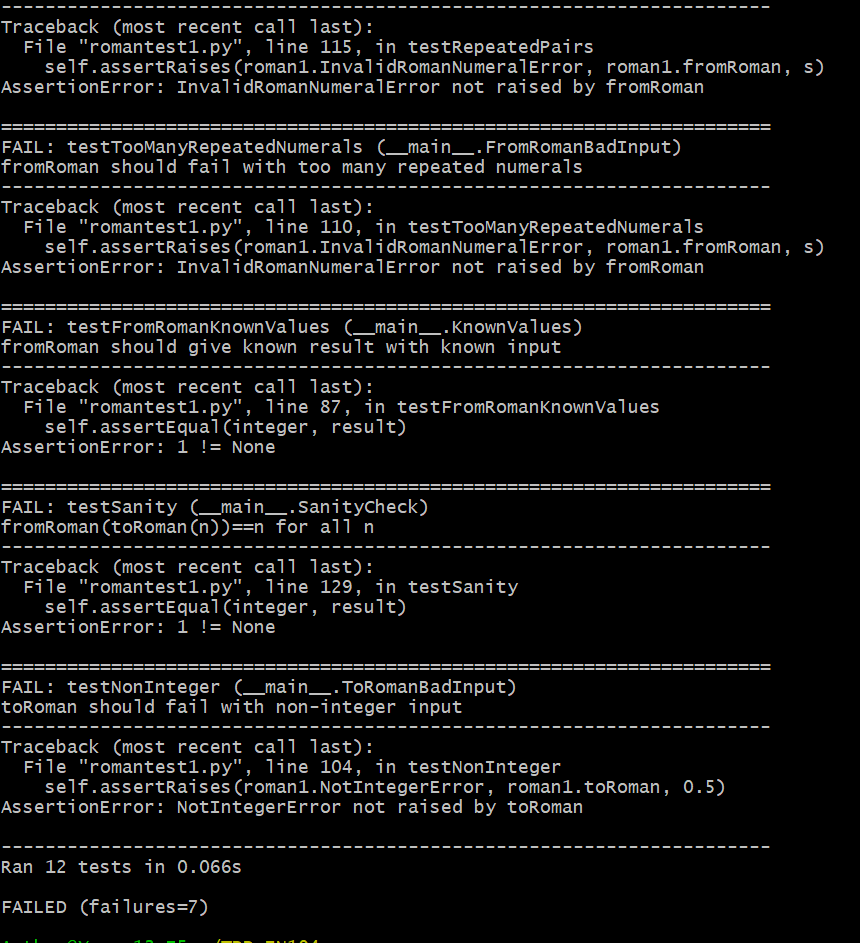 ----------------------------------------------------------------------
Traceback (most recent call last):
  File "romantest1.py", line 115, in testRepeatedPairs
    self.assertRaises(roman1.InvalidRomanNumeralError, roman1.fromRoman, s)
AssertionError: InvalidRomanNumeralError not raised by fromRoman

======================================================================
FAIL: testTooManyRepeatedNumerals (__main__.FromRomanBadInput)
fromRoman should fail with too many repeated numerals
----------------------------------------------------------------------
Traceback (most recent call last):
  File "romantest1.py", line 110, in testTooManyRepeatedNumerals
    self.assertRaises(roman1.InvalidRomanNumeralError, roman1.fromRoman, s)
AssertionError: InvalidRomanNumeralError not raised by fromRoman

======================================================================
FAIL: testFromRomanKnownValues (__main__.KnownValues)
fromRoman should give known result with known input
----------------------------------------------------------------------
Traceback (most recent call last):
  File "romantest1.py", line 87, in testFromRomanKnownValues
    self.assertEqual(integer, result)
AssertionError: 1 != None

======================================================================
FAIL: testSanity (__main__.SanityCheck)
fromRoman(toRoman(n))==n for all n
----------------------------------------------------------------------
Traceback (most recent call last):
  File "romantest1.py", line 129, in testSanity
    self.assertEqual(integer, result)
AssertionError: 1 != None

======================================================================
FAIL: testNonInteger (__main__.ToRomanBadInput)
toRoman should fail with non-integer input
----------------------------------------------------------------------
Traceback (most recent call last):
  File "romantest1.py", line 104, in testNonInteger
    self.assertRaises(roman1.NotIntegerError, roman1.toRoman, 0.5)
AssertionError: NotIntegerError not raised by toRoman

----------------------------------------------------------------------
Ran 12 tests in 0.066s

FAILED (failures=7)